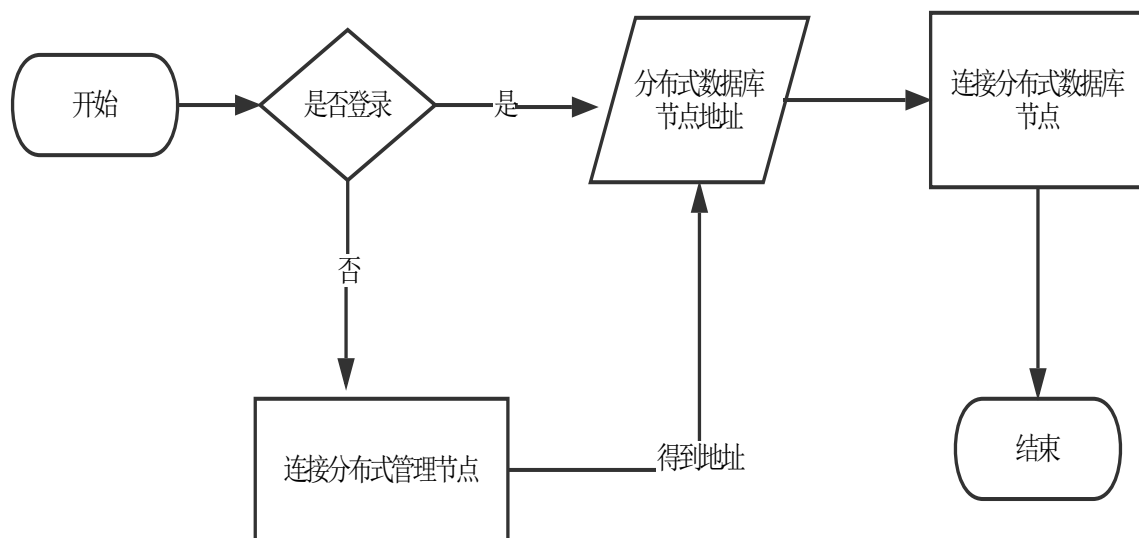 开始
是否登录
是
分布式数据库
节点地址
连接分布式数据库
节点
否
连接分布式管理节点
得到地址
结束